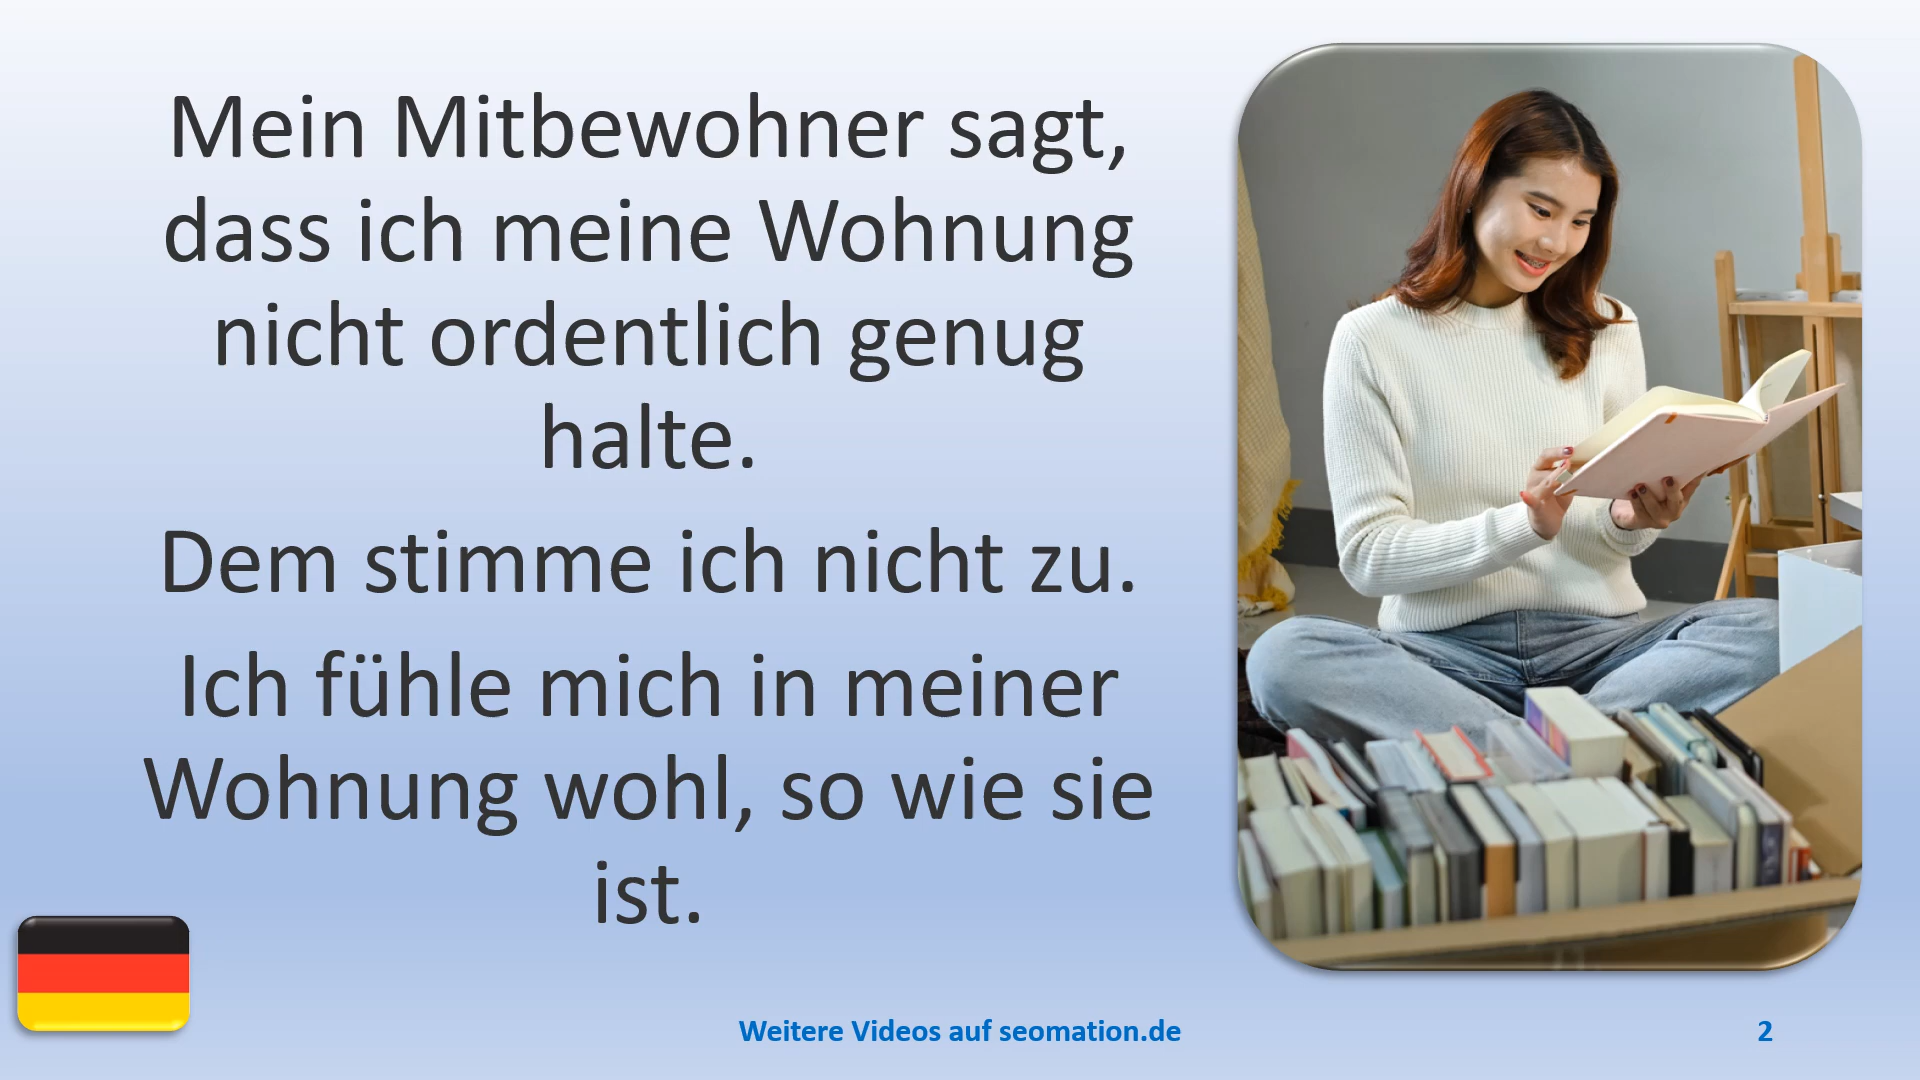 Mein Mitbewohner sagt,
dass ich meine Wohnung
nicht ordentlich genug
halte.
Dem stimme ich nicht zu.
Ich fühle mich in meiner
Wohnung wohl, so wie sie
ist.
Weitere Videos auf seomation.de
2